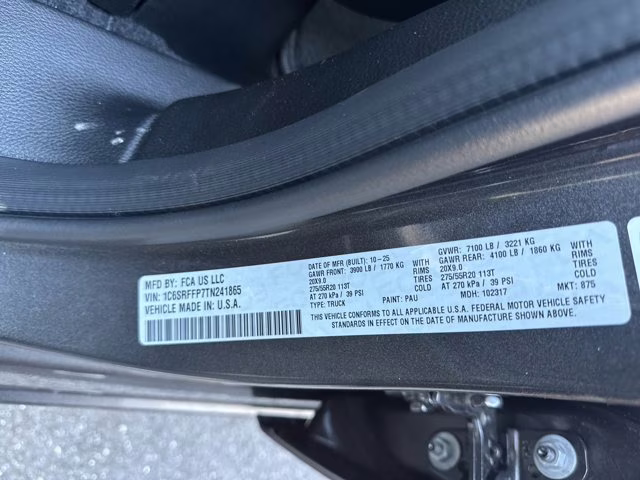 MFD BY: FCA US LLC
VIN: 1C6SRFFP7TN241865
VEHICLE MADE IN: U.S.A.
DATE OF MFR (BUILT): 10-25
GAWR FRONT: 3900 LB / 1770 KG WITH
20X9.0 RIMS
275/55R20 113T TIRES
AT 270 kPa / 39 PSI COLD
TYPE: TRUCK PAINT: PAU
GVWR: 7100 LB / 3221 KG
GAWR REAR: 4100 LB / 1860 KG WITH
20X9.0 RIMS
275/55R20 113T TIRES
AT 270 kPa / 39 PSI COLD
MDH: 102317 MKT: 875
THIS VEHICLE CONFORMS TO ALL APPLICABLE U.S.A. FEDERAL MOTOR VEHICLE SAFETY
STANDARDS IN EFFECT ON THE DATE OF MANUFACTURE SHOWN ABOVE.